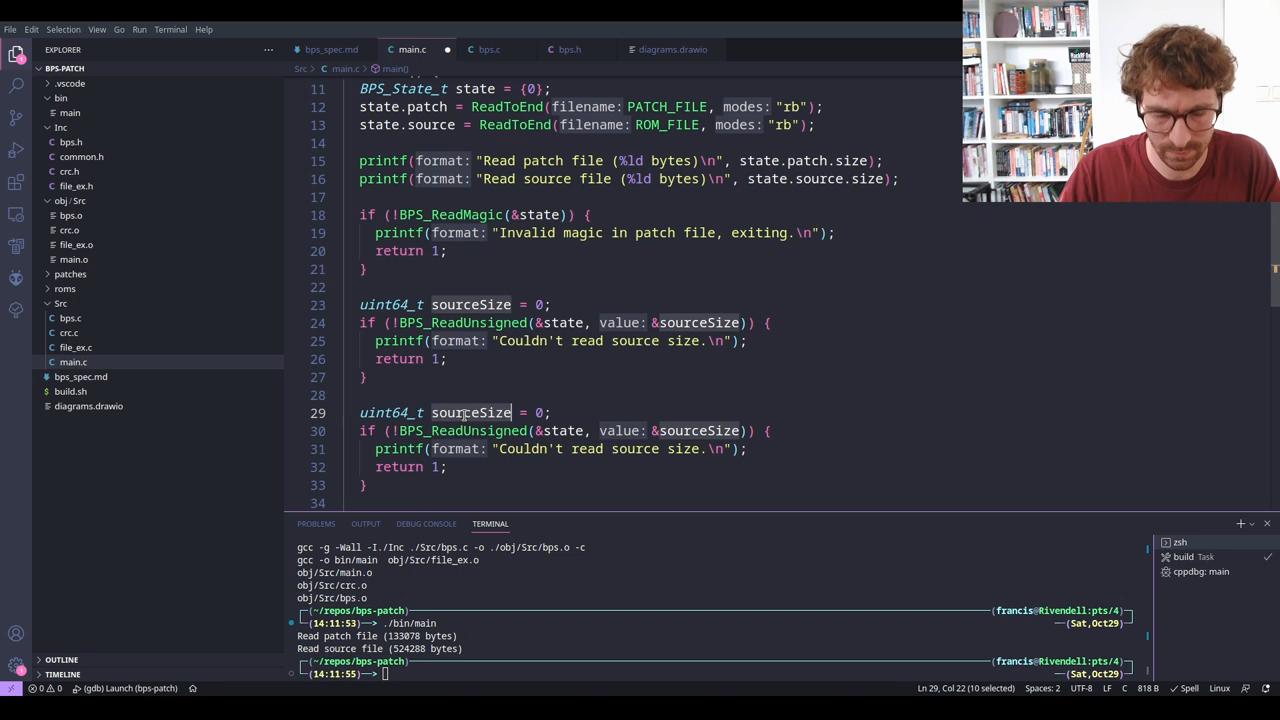 File Edit Selection View Go Run Terminal Help
EXPLORER
BPS-PATCH
.vscode
bin
main
Inc
bps.h
common.h
crc.h
file_ex.h
obj / Src
bps.o
crc.o
file_ex.o
main.o
patches
roms
Src
bps.c
crc.c
file_ex.c
main.c
bps_spec.md
build.sh
diagrams.drawio
OUTLINE
TIMELINE
bps_spec.md main.c bps.c bps.h diagrams.drawio
Src > main.c > main()
11 BPS_State_t state = {0};
12 state.patch = ReadToEnd(filename: PATCH_FILE, modes: "rb");
13 state.source = ReadToEnd(filename: ROM_FILE, modes: "rb");
14
15 printf(format: "Read patch file (%ld bytes)\n", state.patch.size);
16 printf(format: "Read source file (%ld bytes)\n", state.source.size);
17
18 if (!BPS_ReadMagic(&state)) {
19 printf(format: "Invalid magic in patch file, exiting.\n");
20 return 1;
21 }
22
23 uint64_t sourceSize = 0;
24 if (!BPS_ReadUnsigned(&state, value: &sourceSize)) {
25 printf(format: "Couldn't read source size.\n");
26 return 1;
27 }
28
29 uint64_t sourceSize = 0;
30 if (!BPS_ReadUnsigned(&state, value: &sourceSize)) {
31 printf(format: "Couldn't read source size.\n");
32 return 1;
33 }
34
PROBLEMS OUTPUT DEBUG CONSOLE TERMINAL
gcc -g -Wall -I./Inc ./Src/bps.c -o ./obj/Src/bps.o -c
gcc -o bin/main obj/Src/file_ex.o
obj/Src/main.o
obj/Src/crc.o
obj/Src/bps.o
(~/repos/bps-patch) (francis@Rivendell:pts/4)
(14:11:53)—> ./bin/main (Sat,Oct29)
Read patch file (133078 bytes)
Read source file (524288 bytes)
(~/repos/bps-patch) (francis@Rivendell:pts/4)
(14:11:55)—> (Sat,Oct29)
zsh
build Task
cppdbg: main
0 0 (gdb) Launch (bps-patch) Ln 29, Col 22 (10 selected) Spaces: 2 UTF-8 LF C 818 B Spell Linux